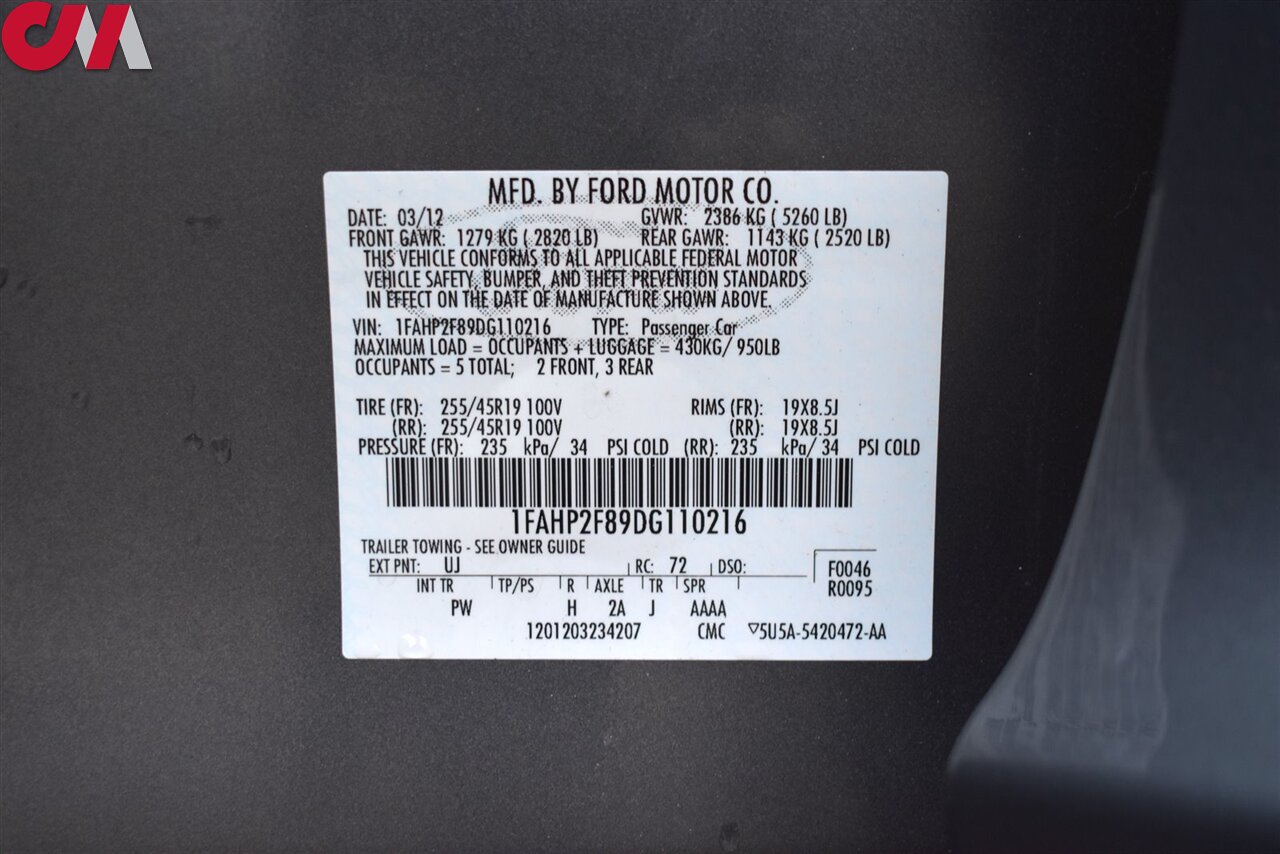 CM
MFD. BY FORD MOTOR CO.
DATE: 03/12 GVWR: 2386 KG ( 5260 LB)
FRONT GAWR: 1279 KG ( 2820 LB) REAR GAWR: 1143 KG ( 2520 LB)
THIS VEHICLE CONFORMS TO ALL APPLICABLE FEDERAL MOTOR
VEHICLE SAFETY, BUMPER, AND THEFT PREVENTION STANDARDS
IN EFFECT ON THE DATE OF MANUFACTURE SHOWN ABOVE.
VIN: 1FAHP2F89DG110216 TYPE: Passenger Car
MAXIMUM LOAD = OCCUPANTS + LUGGAGE = 430KG/ 950LB
OCCUPANTS = 5 TOTAL; 2 FRONT, 3 REAR
TIRE (FR): 255/45R19 100V RIMS (FR): 19X8.5J
(RR): 255/45R19 100V (RR): 19X8.5J
PRESSURE (FR): 235 kPa/ 34 PSI COLD (RR): 235 kPa/ 34 PSI COLD
1FAHP2F89DG110216
TRAILER TOWING - SEE OWNER GUIDE
EXT PNT: UJ RC: 72 DSO: F0046
INT TR TP/PS R AXLE TR SPR R0095
PW H 2A J AAAA
1201203234207 CMC ▽5U5A-5420472-AA